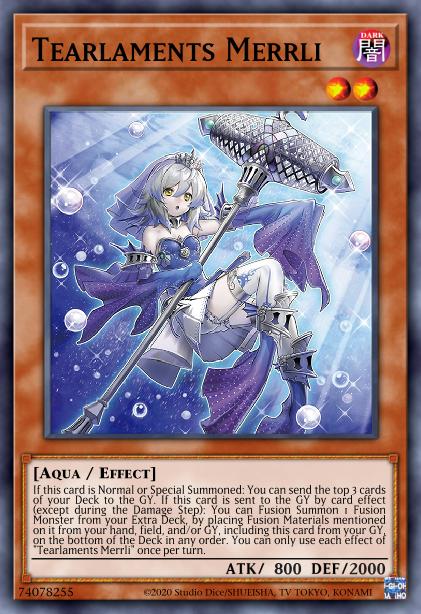 Tearlaments Merrli
DARK
闇
[Aqua / Effect]
If this card is Normal or Special Summoned: You can send the top 3 cards
of your Deck to the GY. If this card is sent to the GY by card effect
(except during the Damage Step): You can Fusion Summon 1 Fusion
Monster from your Extra Deck, by placing Fusion Materials mentioned
on it from your hand, field, and/or GY, including this card from your GY,
on the bottom of the Deck in any order. You can only use each effect of
"Tearlaments Merrli" once per turn.
ATK/ 800 DEF/2000
74078255 ©2020 Studio Dice/SHUEISHA, TV TOKYO, KONAMI